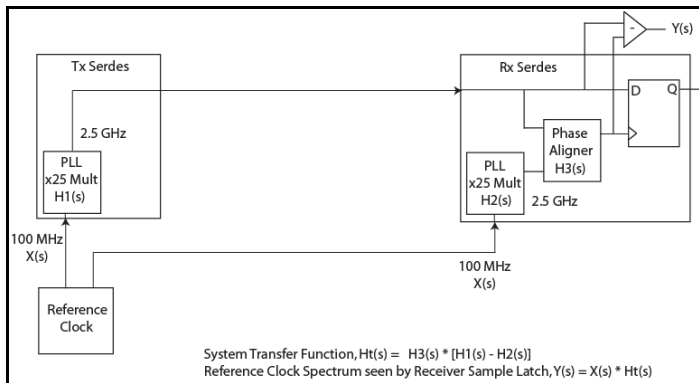 Y(s)
-
Tx Serdes
Rx Serdes
D
Q
2.5 GHz
Phase
Aligner
H3(s)
PLL
x25 Mult
H1(s)
PLL
x25 Mult
H2(s)
2.5 GHz
100 MHz
X(s)
100 MHz
X(s)
Reference
Clock
System Transfer Function, Ht(s) = H3(s) * [H1(s) - H2(s)]
Reference Clock Spectrum seen by Receiver Sample Latch, Y(s) = X(s) * Ht(s)